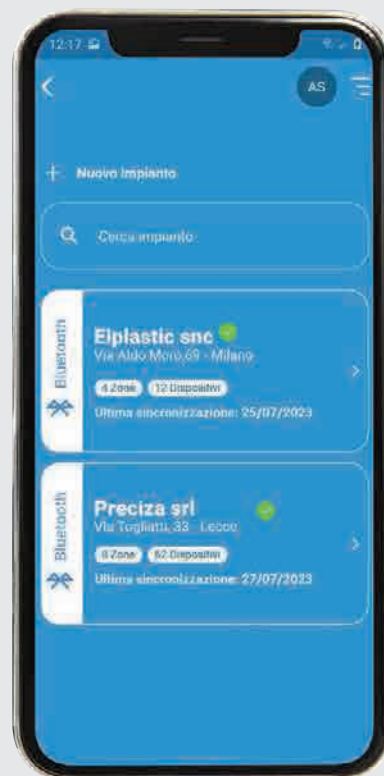 12:17
AS
+ Nuovo Impianto
Cerca impianto
Bluetooth
Elplastic snc
Via Aldo Moro,69 - Milano
4 Zone 12 Dispositivi
Ultima sincronizzazione: 25/07/2023
Bluetooth
Preciza srl
Via Togliatti, 33 - Lecce
8 Zone 62 Dispositivi
Ultima sincronizzazione: 27/07/2023